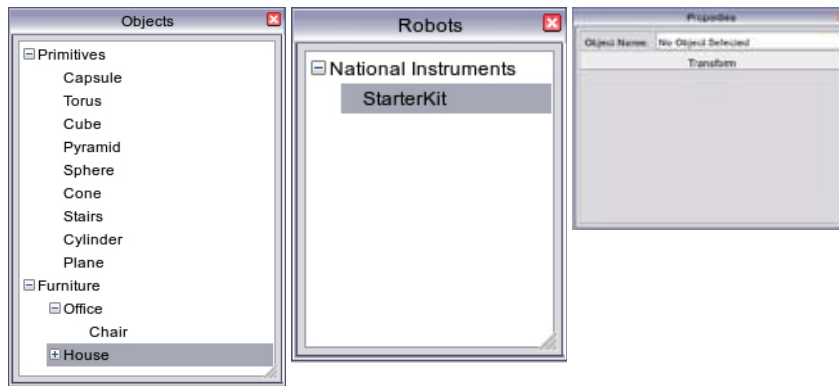 Objects
Primitives
Capsule
Torus
Cube
Pyramid
Sphere
Cone
Stairs
Cylinder
Plane
Furniture
Office
Chair
House
Robots
National Instruments
StarterKit
Properties
Object Name: No Object Selected
Transform